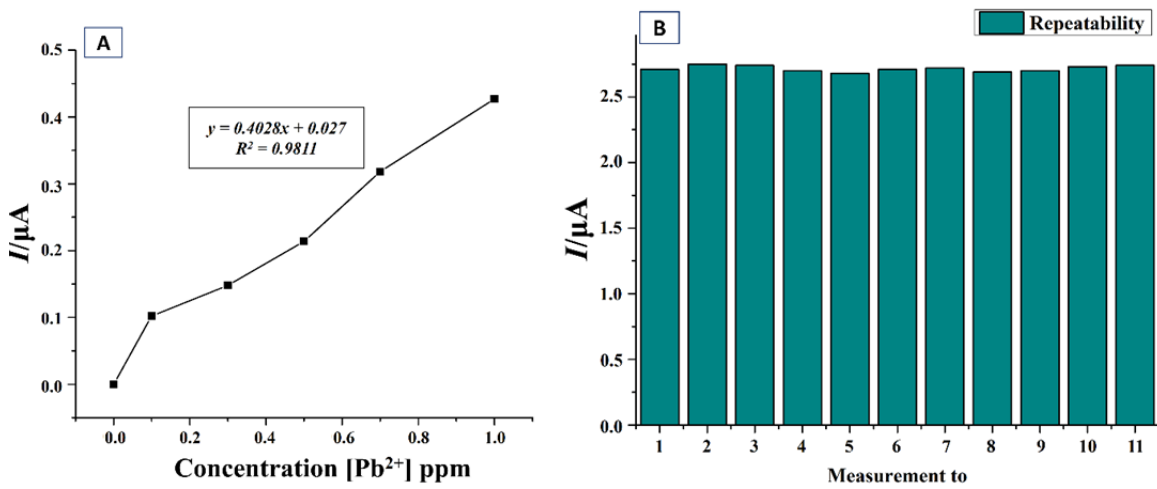 A
0.5
0.4
0.3
0.2
0.1
0.0
I/µA
y = 0.4028x + 0.027
R² = 0.9811
0.0 0.2 0.4 0.6 0.8 1.0
Concentration [Pb²⁺] ppm
B
Repeatability
2.5
2.0
1.5
1.0
0.5
0.0
I/µA
1 2 3 4 5 6 7 8 9 10 11
Measurement to